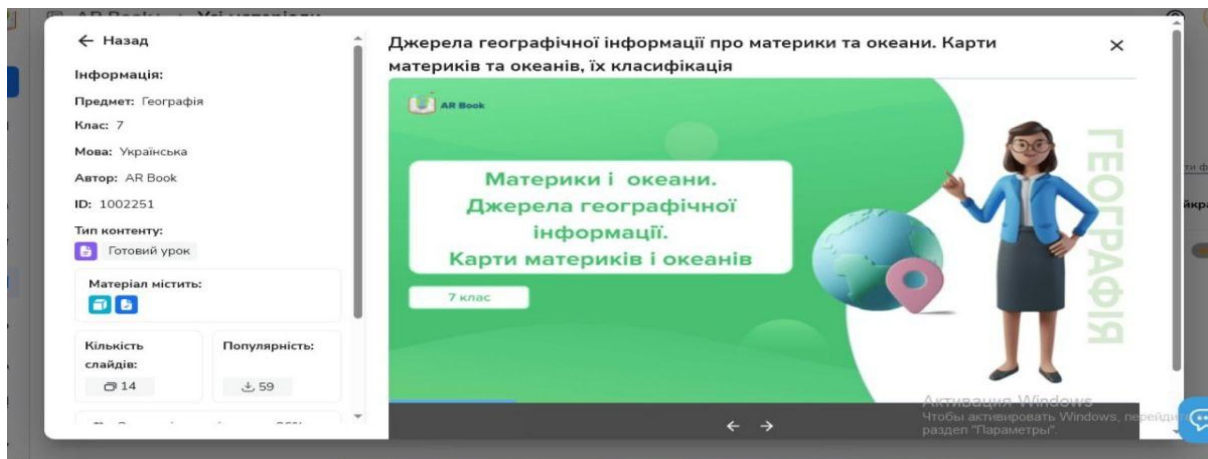 ← Назад
Інформація:
Предмет: Географія
Клас: 7
Мова: Українська
Автор: AR Book
ID: 1002251
Тип контенту:
Готовий урок
Матеріал містить:
Кількість слайдів:
14
Популярність:
59
Джерела географічної інформації про материки та океани. Карти
материків та океанів, їх класифікація
AR Book
Материки і океани.
Джерела географічної
інформації.
Карти материків і океанів
7 клас
ГЕОГРАФІЯ
Активация Windows
Чтобы активировать Windows, перейдите
раздел "Параметры".